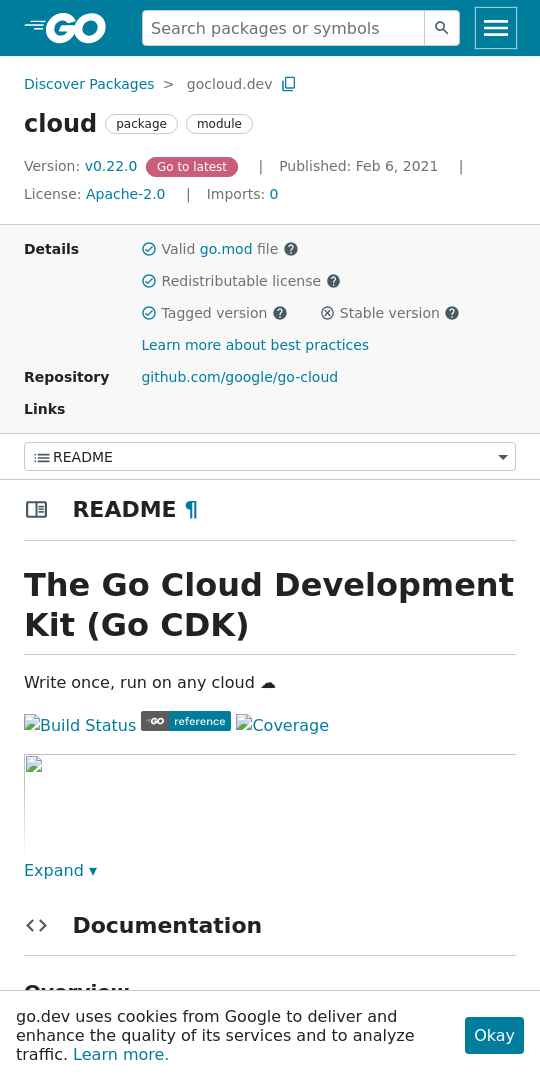 GO
Search packages or symbols
Discover Packages > gocloud.dev
cloud package module
Version: v0.22.0 Go to latest | Published: Feb 6, 2021 |
License: Apache-2.0 | Imports: 0
Details
Valid go.mod file
Redistributable license
Tagged version Stable version
Learn more about best practices
Repository github.com/google/go-cloud
Links
README
README ¶
The Go Cloud Development
Kit (Go CDK)
Write once, run on any cloud ☁
Build Status GO reference Coverage
Expand ▾
Documentation
Overview
go.dev uses cookies from Google to deliver and
enhance the quality of its services and to analyze
traffic. Learn more.
Okay